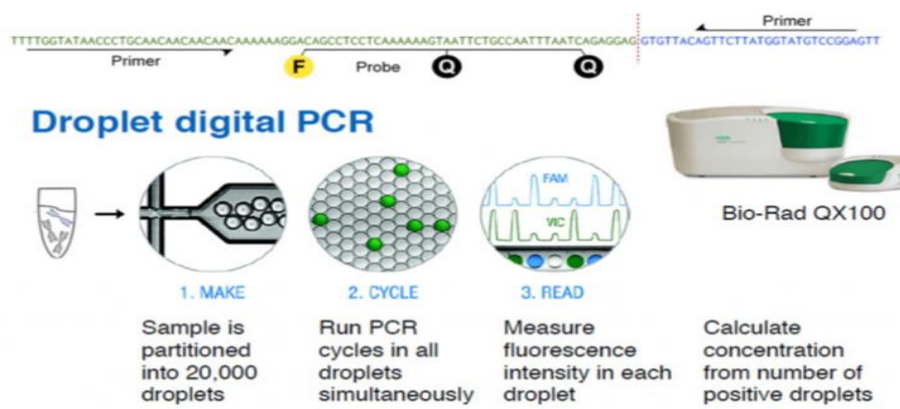 Primer
TTTTGGTATAACCCTGCAACAACAACAACAAAAAAGGACAGCCTCCTCAAAAAAGTAATTCTGCCAATTTAATCAGAGGAG GTGTTACAGTTCTTATGGTATGTCCGGAGTT
Primer
F Probe Q Q
Droplet digital PCR
FAM
VIC
Bio-Rad QX100
1. MAKE
2. CYCLE
3. READ
Sample is
partitioned
into 20,000
droplets
Run PCR
cycles in all
droplets
simultaneously
Measure
fluorescence
intensity in each
droplet
Calculate
concentration
from number of
positive droplets